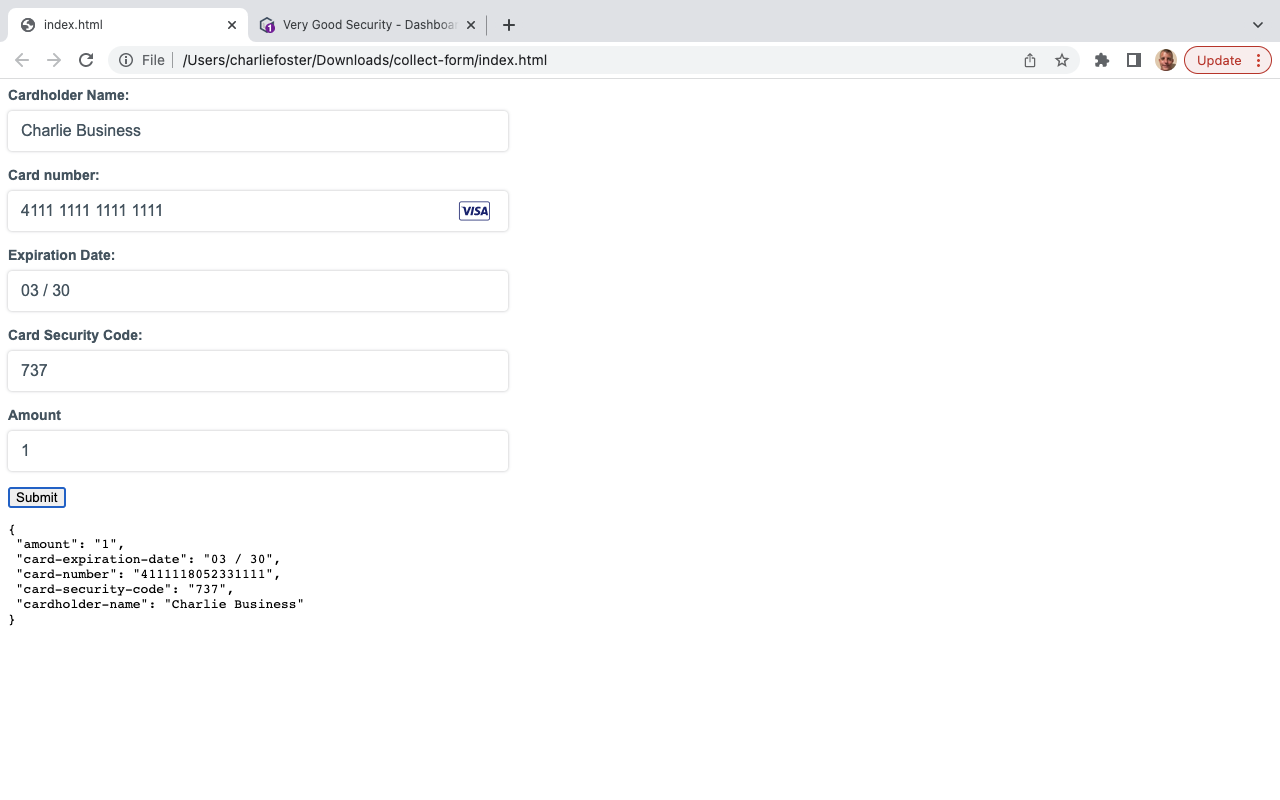 index.html
Very Good Security - Dashboar
File
/Users/charliefoster/Downloads/collect-form/index.html
Update
Cardholder Name:
Charlie Business
Card number:
4111 1111 1111 1111
VISA
Expiration Date:
03 / 30
Card Security Code:
737
Amount
1
Submit
{
"amount": "1",
"card-expiration-date": "03 / 30",
"card-number": "4111118052331111",
"card-security-code": "737",
"cardholder-name": "Charlie Business"
}